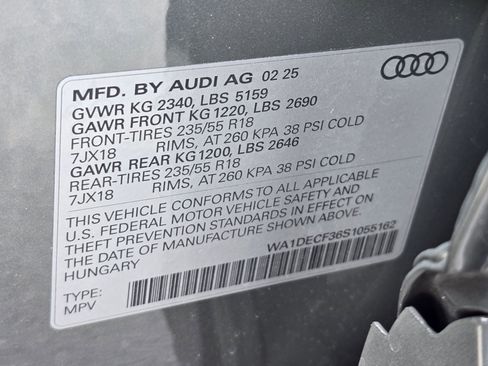 MFD. BY AUDI AG 02 25
GVWR KG 2340, LBS 5159
GAWR FRONT KG 1220, LBS 2690
FRONT-TIRES 235/55 R18
7JX18 RIMS, AT 260 KPA 38 PSI COLD
GAWR REAR KG1200, LBS 2646
REAR-TIRES 235/55 R18
7JX18 RIMS, AT 260 KPA 38 PSI COLD
THIS VEHICLE CONFORMS TO ALL APPLICABLE
U.S. FEDERAL MOTOR VEHICLE SAFETY AND
THEFT PREVENTION STANDARDS IN EFFECT ON
THE DATE OF MANUFACTURE SHOWN ABOVE.
HUNGARY
WA1DECF36S1055162
TYPE:
MPV